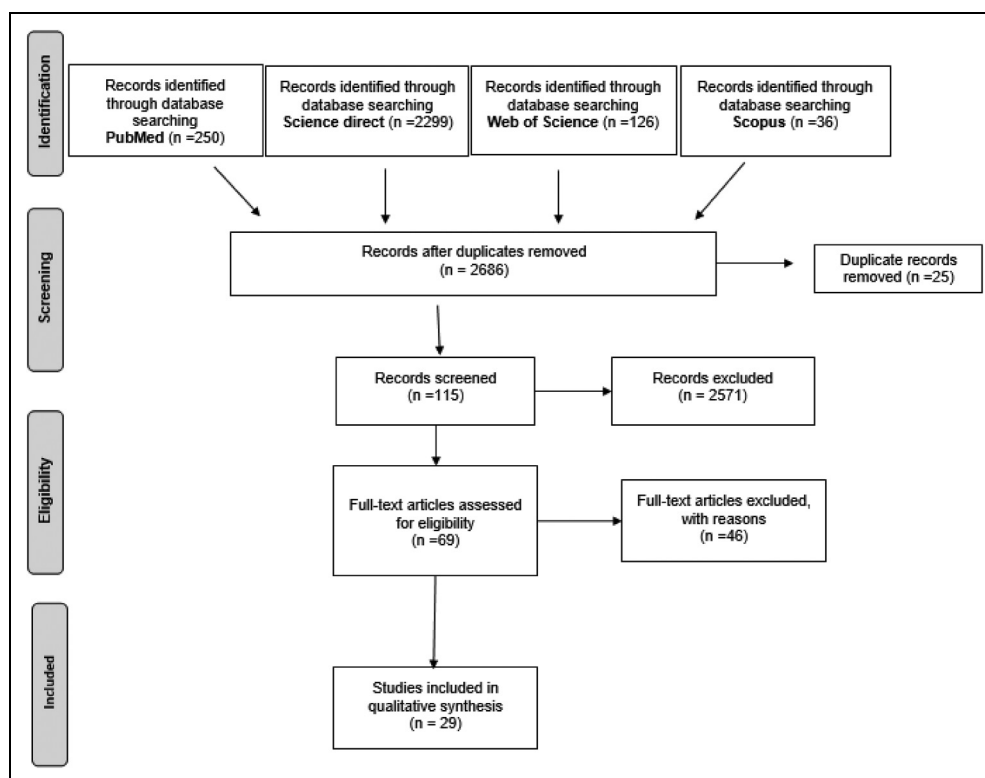 Identification
Records identified
through database
searching
PubMed (n =250)
Records identified through
database searching
Science direct (n =2299)
Records identified through
database searching
Web of Science (n =126)
Records identified through
database searching
Scopus (n =36)
Screening
Records after duplicates removed
(n = 2686)
Duplicate records
removed (n =25)
Records screened
(n =115)
Records excluded
(n = 2571)
Eligibility
Full-text articles assessed
for eligibility
(n =69)
Full-text articles excluded,
with reasons
(n =46)
Included
Studies included in
qualitative synthesis
(n = 29)